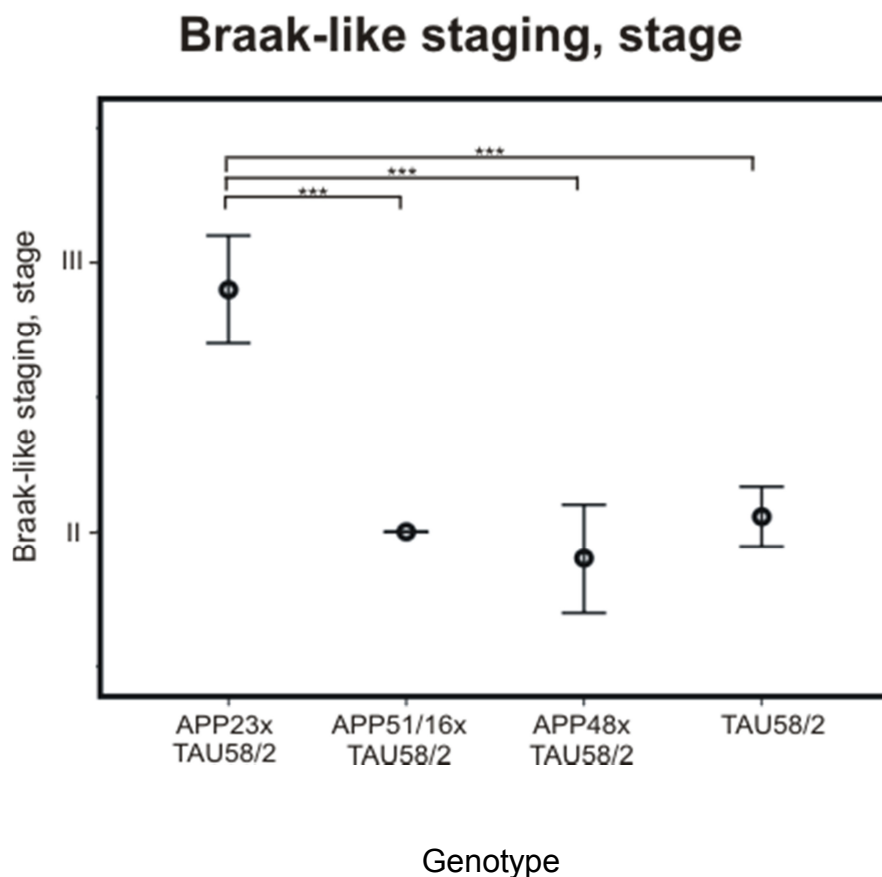 Braak-like staging, stage
***
***
***
III
II
Braak-like staging, stage
APP23x
TAU58/2
APP51/16x
TAU58/2
APP48x
TAU58/2
TAU58/2
Genotype